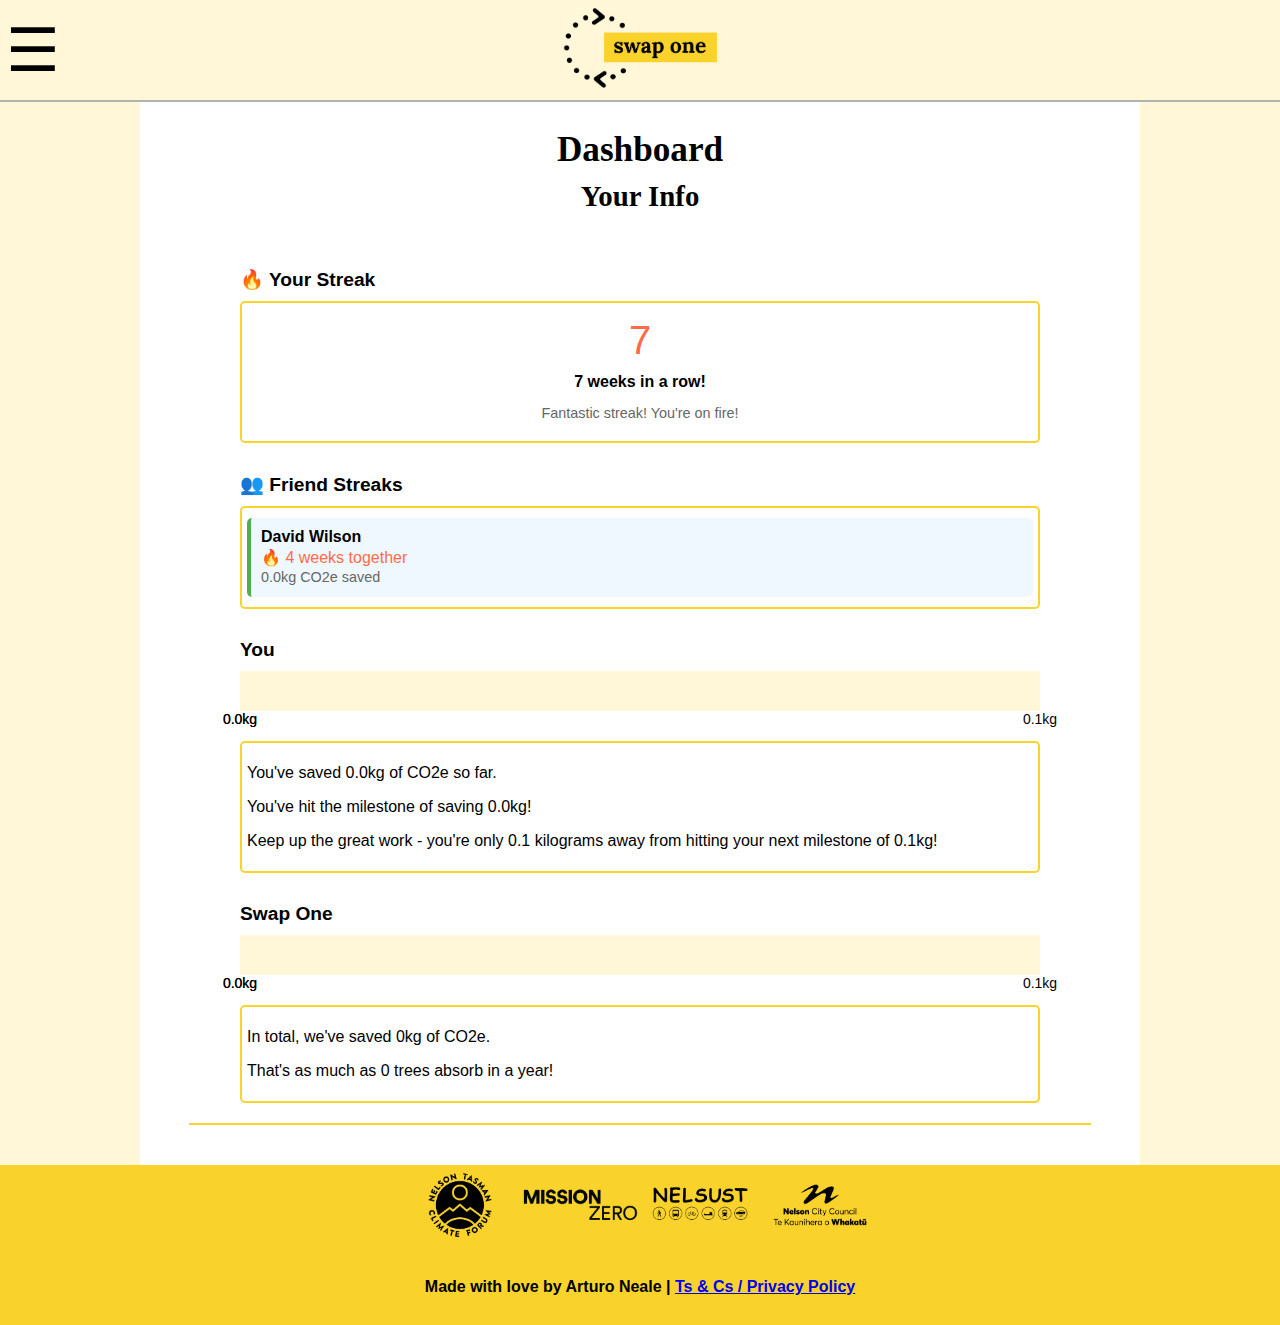 swap one
Dashboard
Your Info
🔥 Your Streak
7
7 weeks in a row!
Fantastic streak! You're on fire!
👥 Friend Streaks
David Wilson
🔥 4 weeks together
0.0kg CO2e saved
You
0.0kg 0.1kg
You've saved 0.0kg of CO2e so far.
You've hit the milestone of saving 0.0kg!
Keep up the great work - you're only 0.1 kilograms away from hitting your next milestone of 0.1kg!
Swap One
0.0kg 0.1kg
In total, we've saved 0kg of CO2e.
That's as much as 0 trees absorb in a year!
NELSON TASMAN
CLIMATE FORUM
MISSION
ZERO
NELSUST
Nelson City Council
Te Kaunihera o Whakatū
Made with love by Arturo Neale | Ts & Cs / Privacy Policy